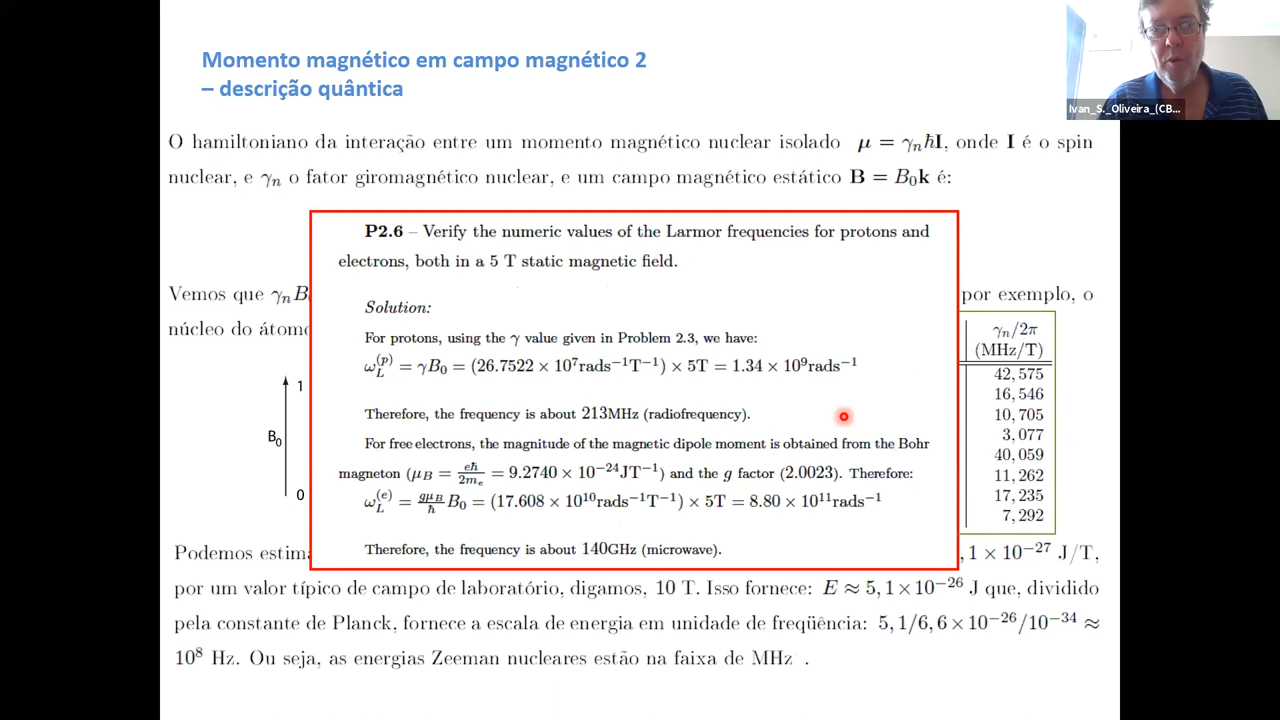 Momento magnético em campo magnético 2
– descrição quântica
Ivan_S._Oliveira_(CB...
O hamiltoniano da interação entre um momento magnético nuclear isolado μ = γₙħI, onde I é o spin
nuclear, e γₙ o fator giromagnético nuclear, e um campo magnético estático B = B₀k é:
P2.6 – Verify the numeric values of the Larmor frequencies for protons and
electrons, both in a 5 T static magnetic field.
Solution:
For protons, using the γ value given in Problem 2.3, we have:
ω_L^(p) = γB₀ = (26.7522 × 10⁷rads⁻¹T⁻¹) × 5T = 1.34 × 10⁹rads⁻¹
Therefore, the frequency is about 213MHz (radiofrequency).
For free electrons, the magnitude of the magnetic dipole moment is obtained from the Bohr
magneton (μ_B = eħ/2mₑ = 9.2740 × 10⁻²⁴JT⁻¹) and the g factor (2.0023). Therefore:
ω_L^(e) = gμ_B/ħ B₀ = (17.608 × 10¹⁰rads⁻¹T⁻¹) × 5T = 8.80 × 10¹¹rads⁻¹
Therefore, the frequency is about 140GHz (microwave).
Vemos que γₙB por exemplo, o
núcleo do átomo
1
B₀
0
γₙ/2π
(MHz/T)
42,575
16,546
10,705
3,077
40,059
11,262
17,235
7,292
Podemos estima , 1 × 10⁻²⁷ J/T,
por um valor típico de campo de laboratório, digamos, 10 T. Isso fornece: E ≈ 5,1×10⁻²⁶ J que, dividido
pela constante de Planck, fornece a escala de energia em unidade de freqüência: 5,1/6,6×10⁻²⁶/10⁻³⁴ ≈
10⁸ Hz. Ou seja, as energias Zeeman nucleares estão na faixa de MHz .